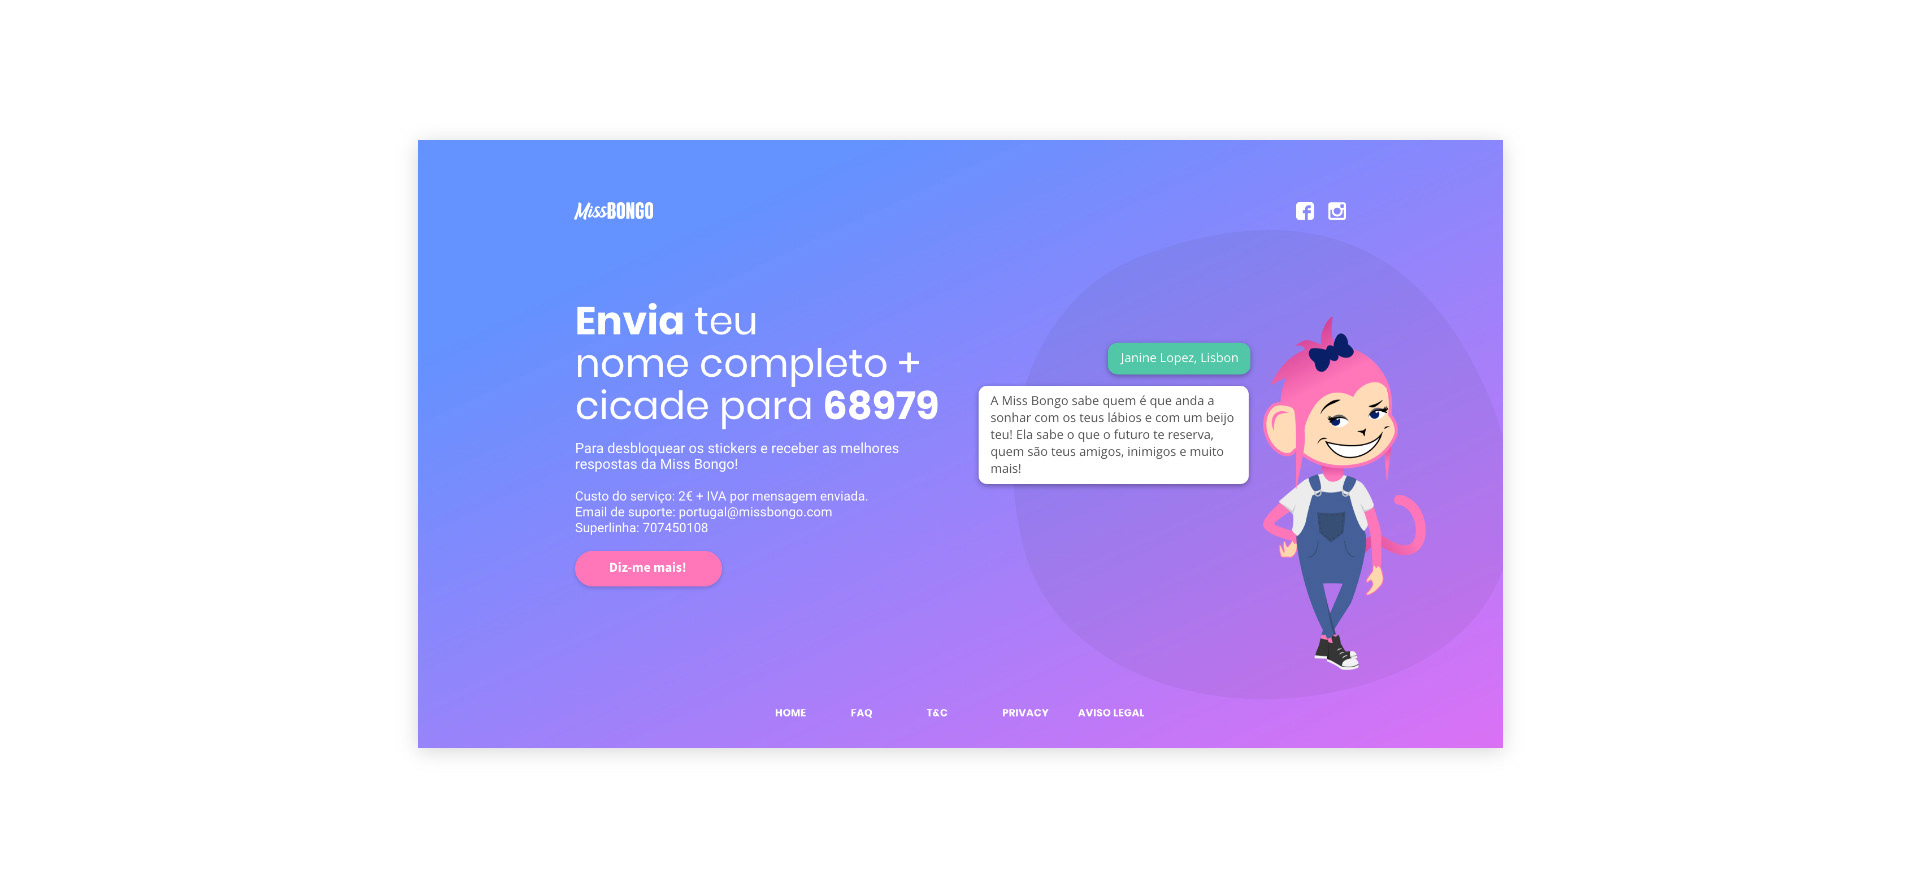 MissBONGO
Envia teu
nome completo +
cicade para 68979
Para desbloquear os stickers e receber as melhores
respostas da Miss Bongo!
Custo do serviço: 2€ + IVA por mensagem enviada.
Email de suporte: portugal@missbongo.com
Superlinha: 707450108
Diz-me mais!
Janine Lopez, Lisbon
A Miss Bongo sabe quem é que anda a
sonhar com os teus lábios e com um beijo
teu! Ela sabe o que o futuro te reserva,
quem são teus amigos, inimigos e muito
mais!
HOME FAQ T&C PRIVACY AVISO LEGAL